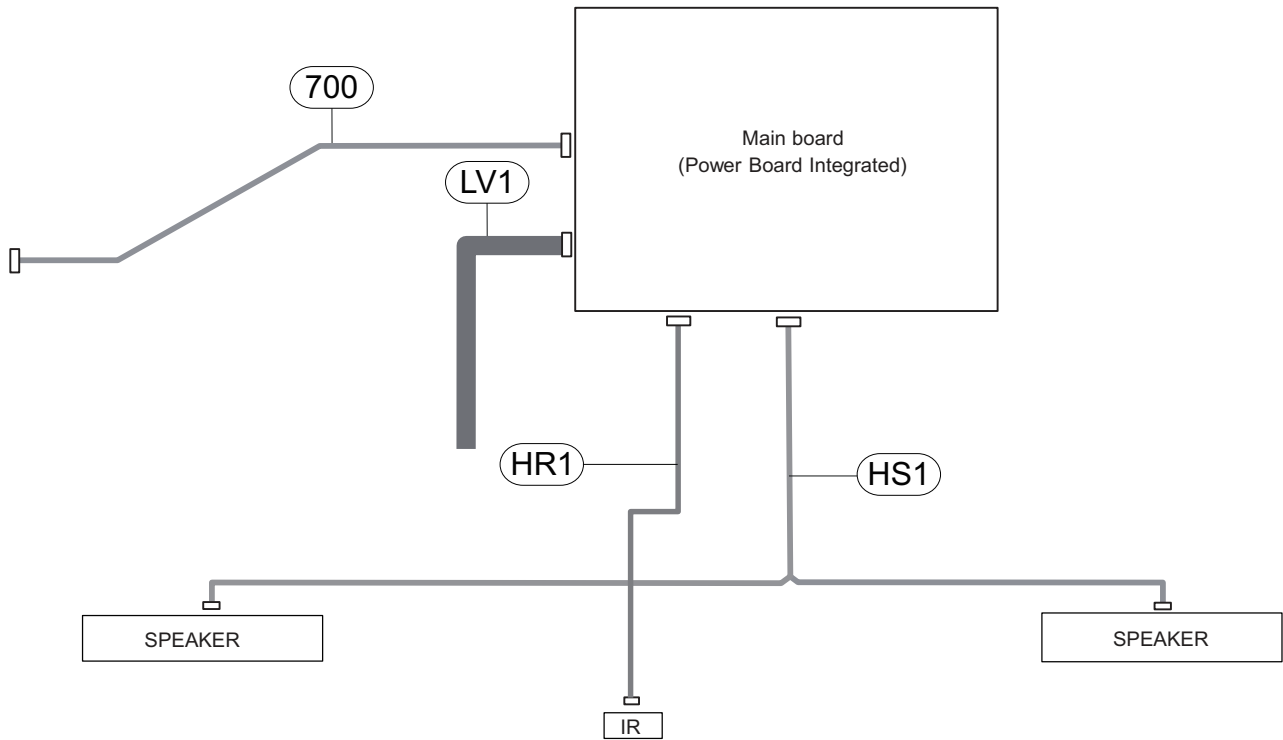 700
Main board
(Power Board Integrated)
LV1
HR1
HS1
SPEAKER
SPEAKER
IR